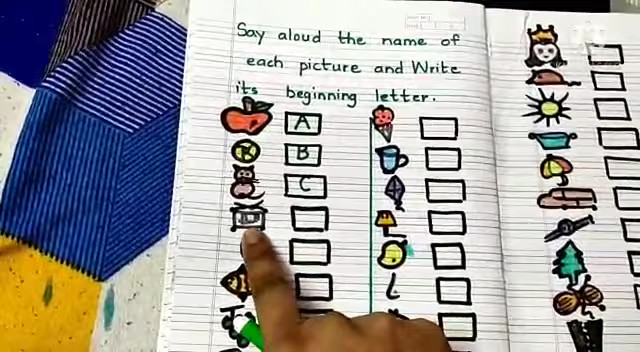 Say aloud the name of
each picture and Write
its beginning letter.
A
B
C